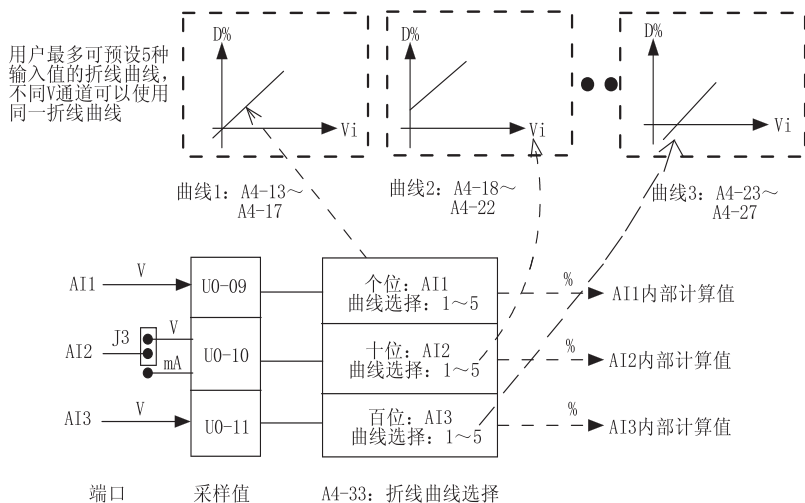 用户最多可预设5种
输入值的折线曲线，
不同V通道可以使用
同一折线曲线
D%
Vi
D%
Vi
D%
Vi
曲线1：A4-13～
A4-17
曲线2：A4-18～
A4-22
曲线3：A4-23～
A4-27
AI1
V
U0-09
个位：AI1
曲线选择：1～5
%
AI1内部计算值
J3
V
AI2
mA
U0-10
十位：AI2
曲线选择：1～5
%
AI2内部计算值
AI3
V
U0-11
百位：AI3
曲线选择：1～5
%
AI3内部计算值
端口
采样值
A4-33：折线曲线选择